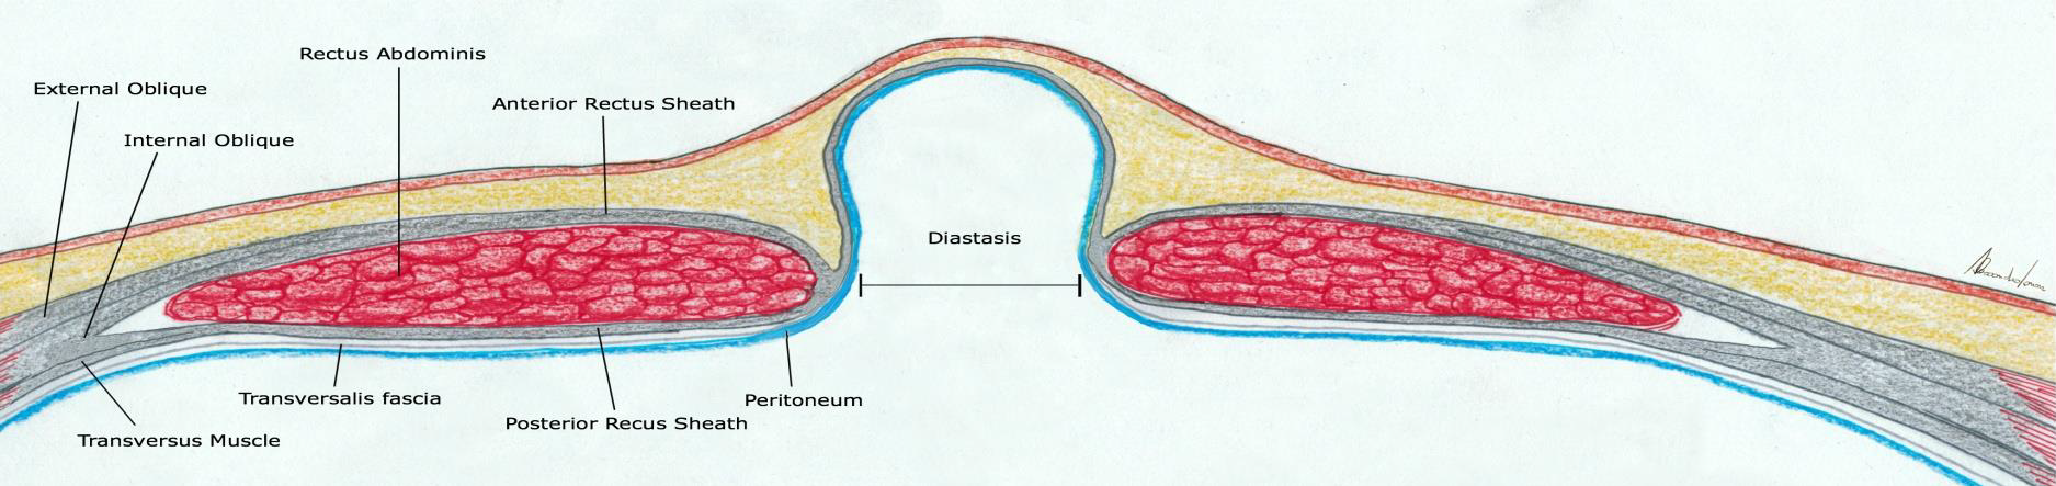 Rectus Abdominis
External Oblique
Anterior Rectus Sheath
Internal Oblique
Diastasis
Transversalis fascia
Peritoneum
Posterior Recus Sheath
Transversus Muscle